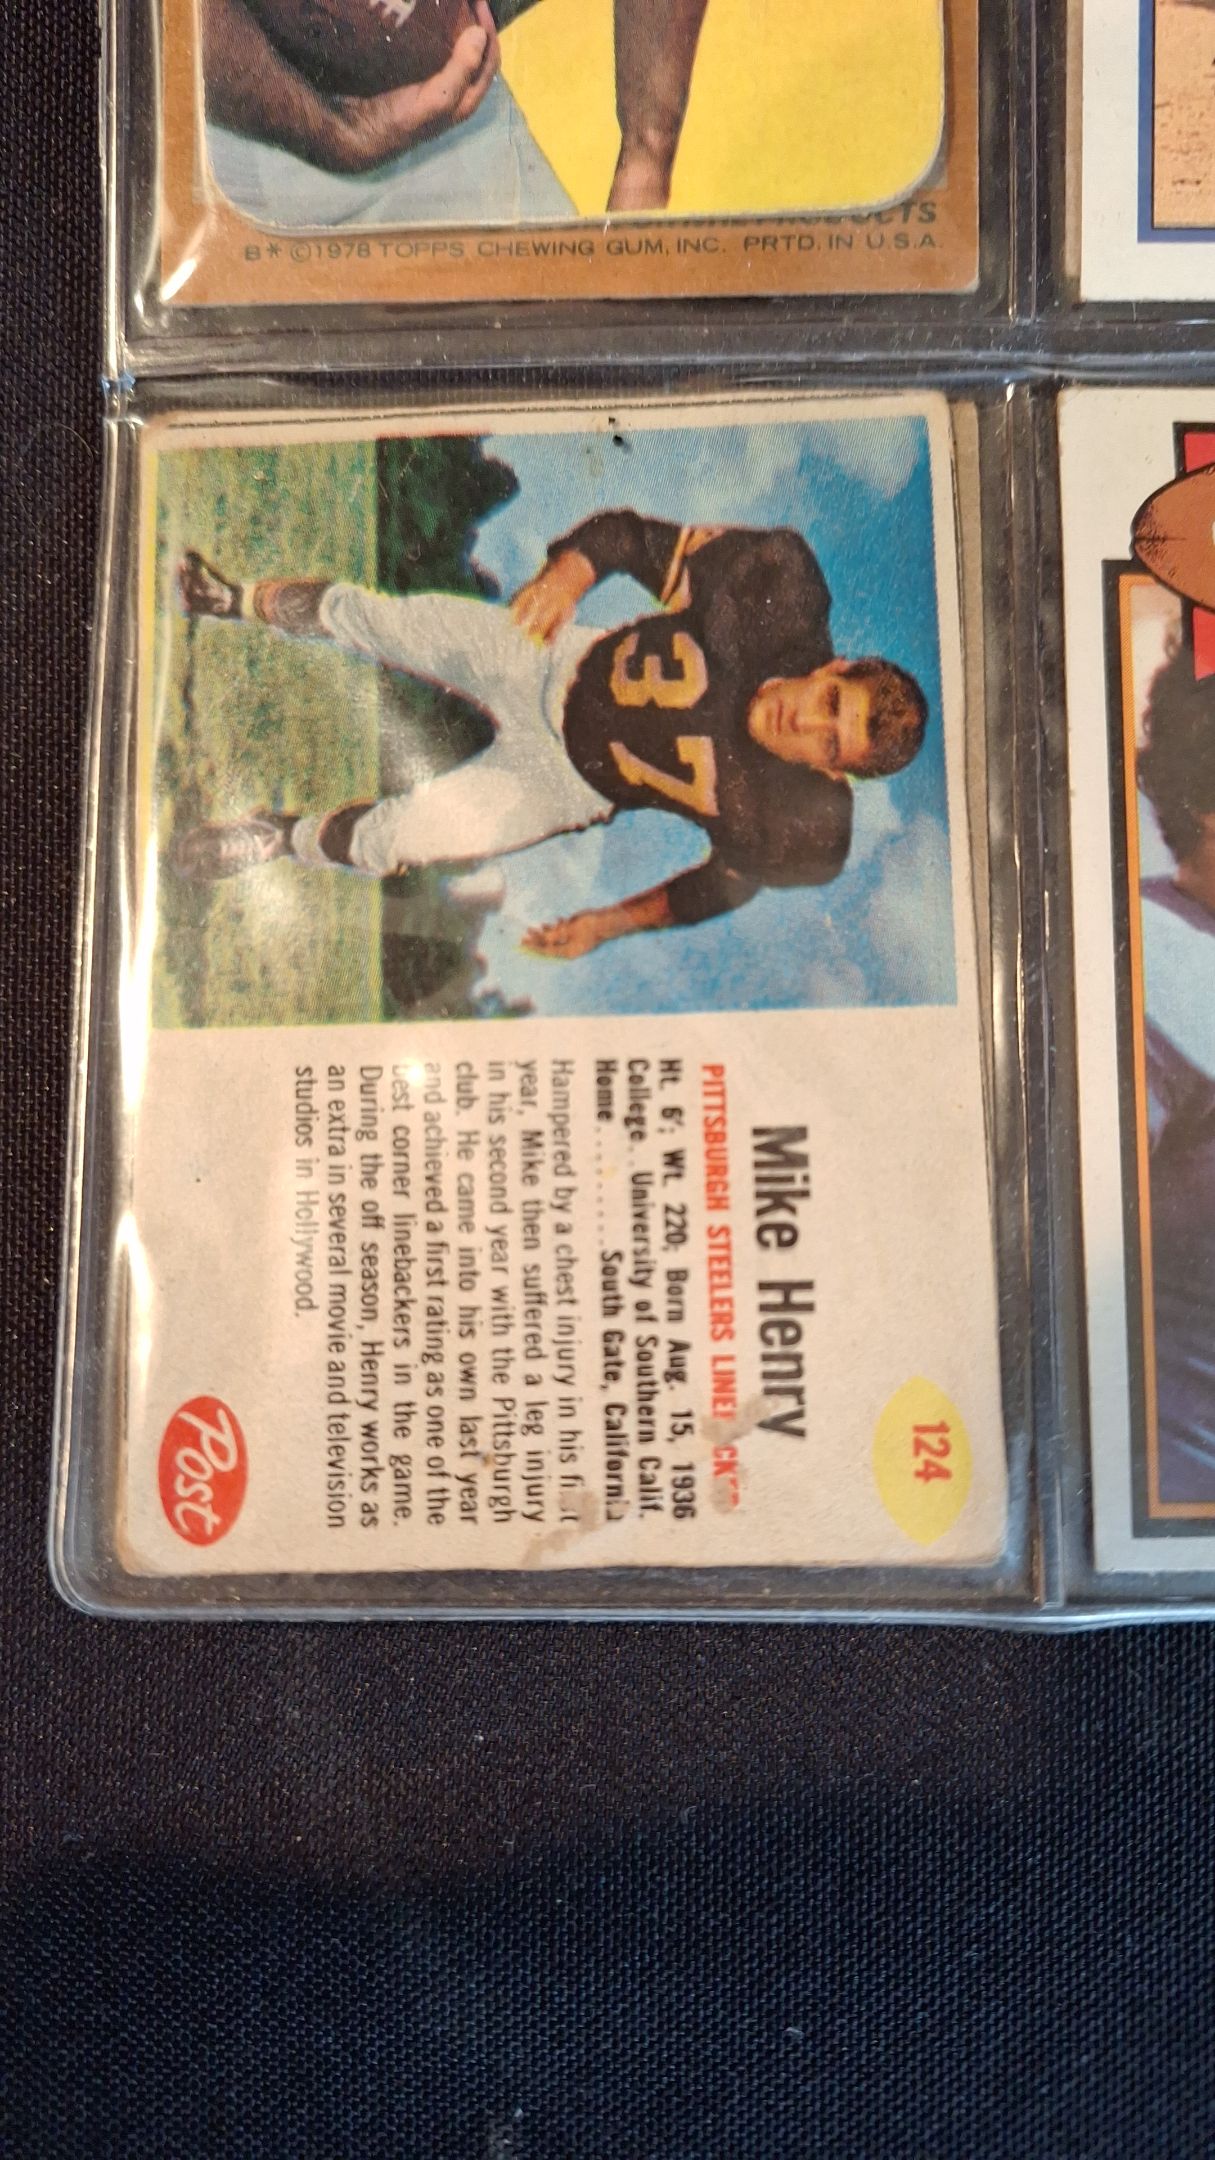 PRODUCTS
B* ©1978 TOPPS CHEWING GUM, INC. PRTD. IN U.S.A.
37
124
Mike Henry
PITTSBURGH STEELERS
Ht. 6'; Wt. 220; Born Aug. 15, 1936
College.. University of Southern Calif.
Home......... South Gate, California
Hampered by a chest injury in his
year, Mike then suffered a leg injury
in his second year with the Pittsburgh
club. He came into his own last year
and achieved a first rating as one of the
best corner linebackers in the game.
During the off season, Henry works as
an extra in several movie and television
studios in Hollywood.
Post